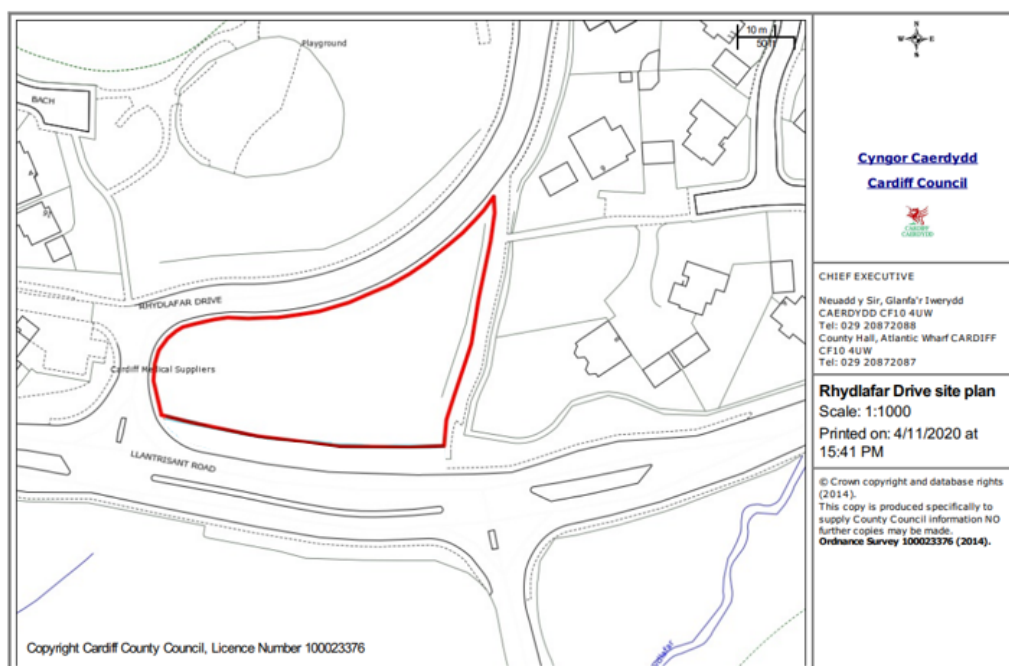 Playground
10 m
50 ft
BACH
RHYDLAFAR DRIVE
Cardiff Medical Suppliers
LLANTRISANT ROAD
9
Copyright Cardiff County Council, Licence Number 100023376
N
W E
S
Cyngor Caerdydd
Cardiff Council
CARDIFF
CAERDYDD
CHIEF EXECUTIVE
Neuadd y Sir, Glanfa'r Iwerydd
CAERDYDD CF10 4UW
Tel: 029 20872088
County Hall, Atlantic Wharf CARDIFF
CF10 4UW
Tel: 029 20872087
Rhydlafar Drive site plan
Scale: 1:1000
Printed on: 4/11/2020 at
15:41 PM
© Crown copyright and database rights
(2014).
This copy is produced specifically to
supply County Council information NO
further copies may be made.
Ordnance Survey 100023376 (2014).